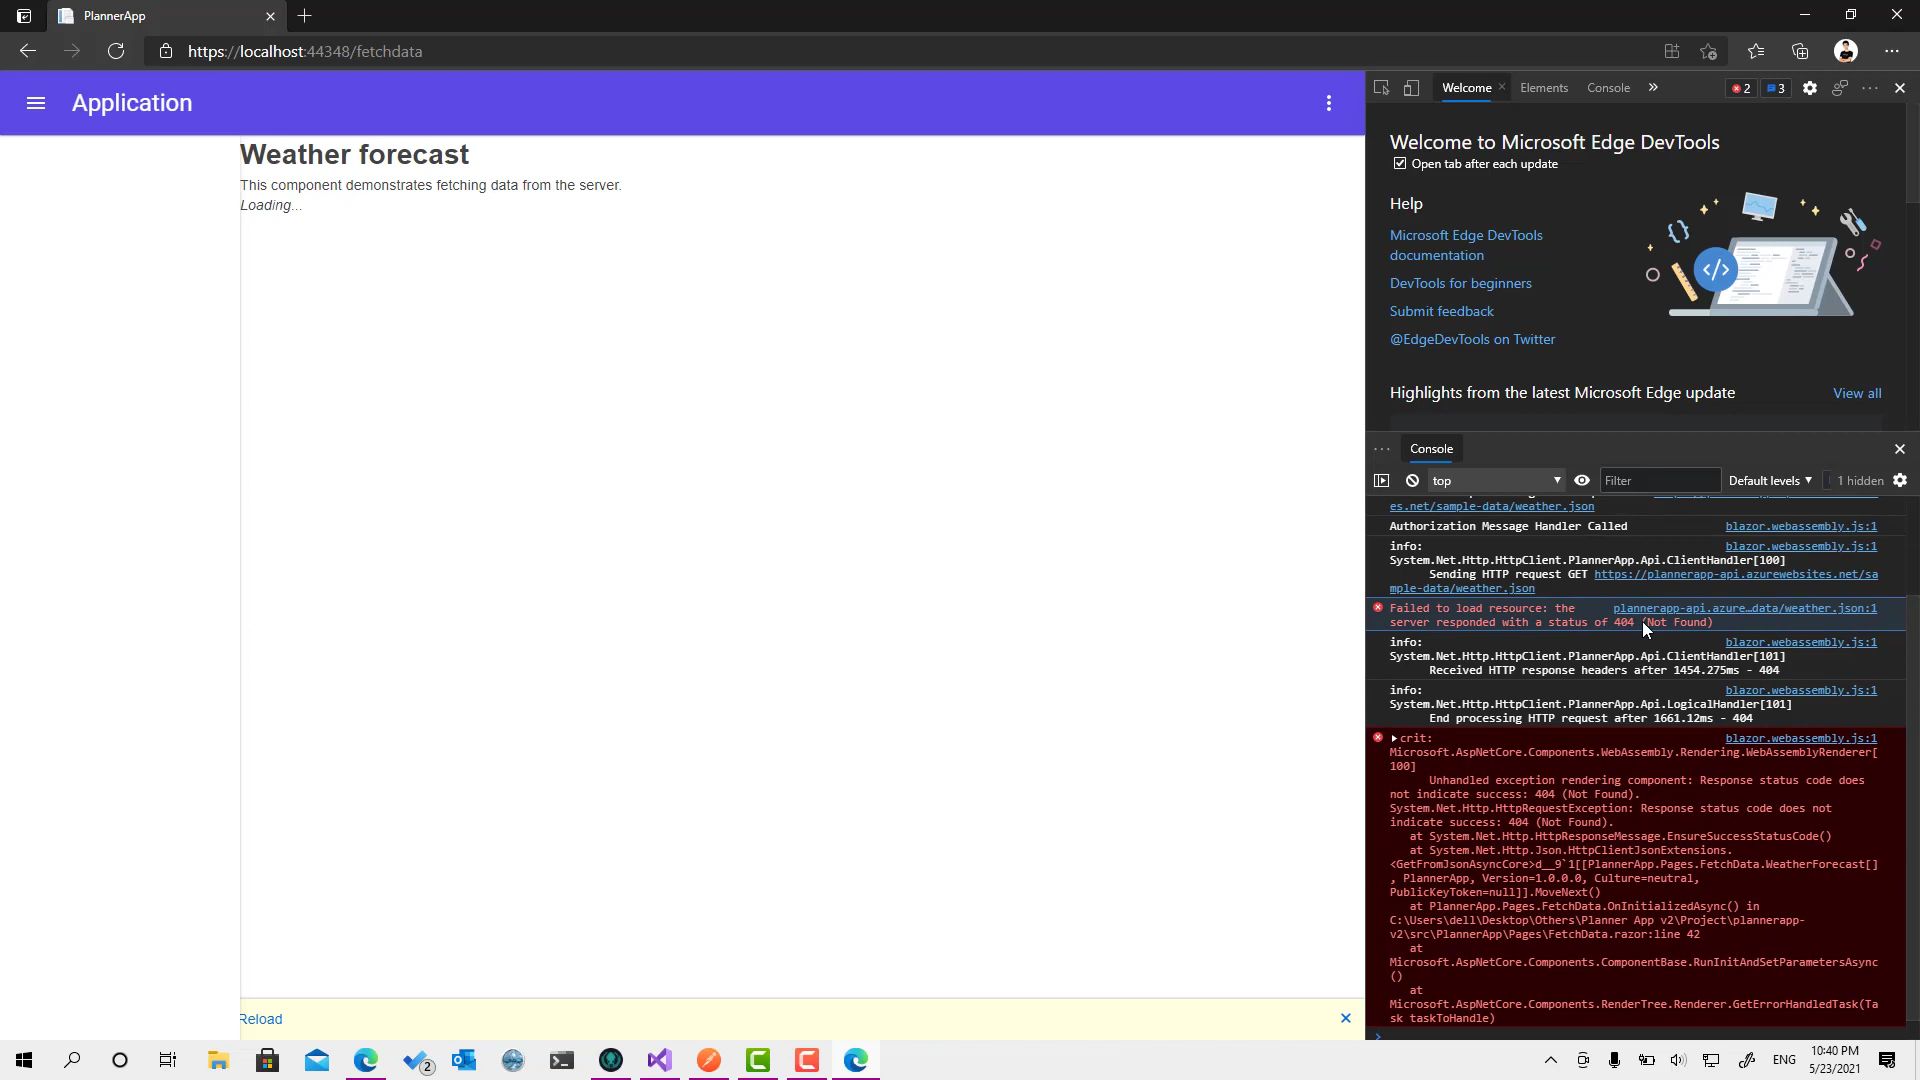 PlannerApp
https://localhost:44348/fetchdata
Application
Weather forecast
This component demonstrates fetching data from the server.
Loading...
Reload
Welcome
Elements
Console
2
3
Welcome to Microsoft Edge DevTools
Open tab after each update
Help
Microsoft Edge DevTools
documentation
DevTools for beginners
Submit feedback
@EdgeDevTools on Twitter
Highlights from the latest Microsoft Edge update
View all
Console
top
Filter
Default levels
1 hidden
es.net/sample-data/weather.json
Authorization Message Handler Called blazor.webassembly.js:1
info: blazor.webassembly.js:1
System.Net.Http.HttpClient.PlannerApp.Api.ClientHandler[100]
Sending HTTP request GET https://plannerapp-api.azurewebsites.net/sa
mple-data/weather.json
Failed to load resource: the plannerapp-api.azure…data/weather.json:1
server responded with a status of 404 (Not Found)
info: blazor.webassembly.js:1
System.Net.Http.HttpClient.PlannerApp.Api.ClientHandler[101]
Received HTTP response headers after 1454.275ms - 404
info: blazor.webassembly.js:1
System.Net.Http.HttpClient.PlannerApp.Api.LogicalHandler[101]
End processing HTTP request after 1661.12ms - 404
crit: blazor.webassembly.js:1
Microsoft.AspNetCore.Components.WebAssembly.Rendering.WebAssemblyRenderer[
100]
Unhandled exception rendering component: Response status code does
not indicate success: 404 (Not Found).
System.Net.Http.HttpRequestException: Response status code does not
indicate success: 404 (Not Found).
at System.Net.Http.HttpResponseMessage.EnsureSuccessStatusCode()
at System.Net.Http.Json.HttpClientJsonExtensions.
<GetFromJsonAsyncCore>d__9`1[[PlannerApp.Pages.FetchData.WeatherForecast[]
, PlannerApp, Version=1.0.0.0, Culture=neutral,
PublicKeyToken=null]].MoveNext()
at PlannerApp.Pages.FetchData.OnInitializedAsync() in
C:\Users\dell\Desktop\Others\Planner App v2\Project\plannerapp-
v2\src\PlannerApp\Pages\FetchData.razor:line 42
at
Microsoft.AspNetCore.Components.ComponentBase.RunInitAndSetParametersAsync
()
at
Microsoft.AspNetCore.Components.RenderTree.Renderer.GetErrorHandledTask(Ta
sk taskToHandle)
2
ENG
10:40 PM
5/23/2021